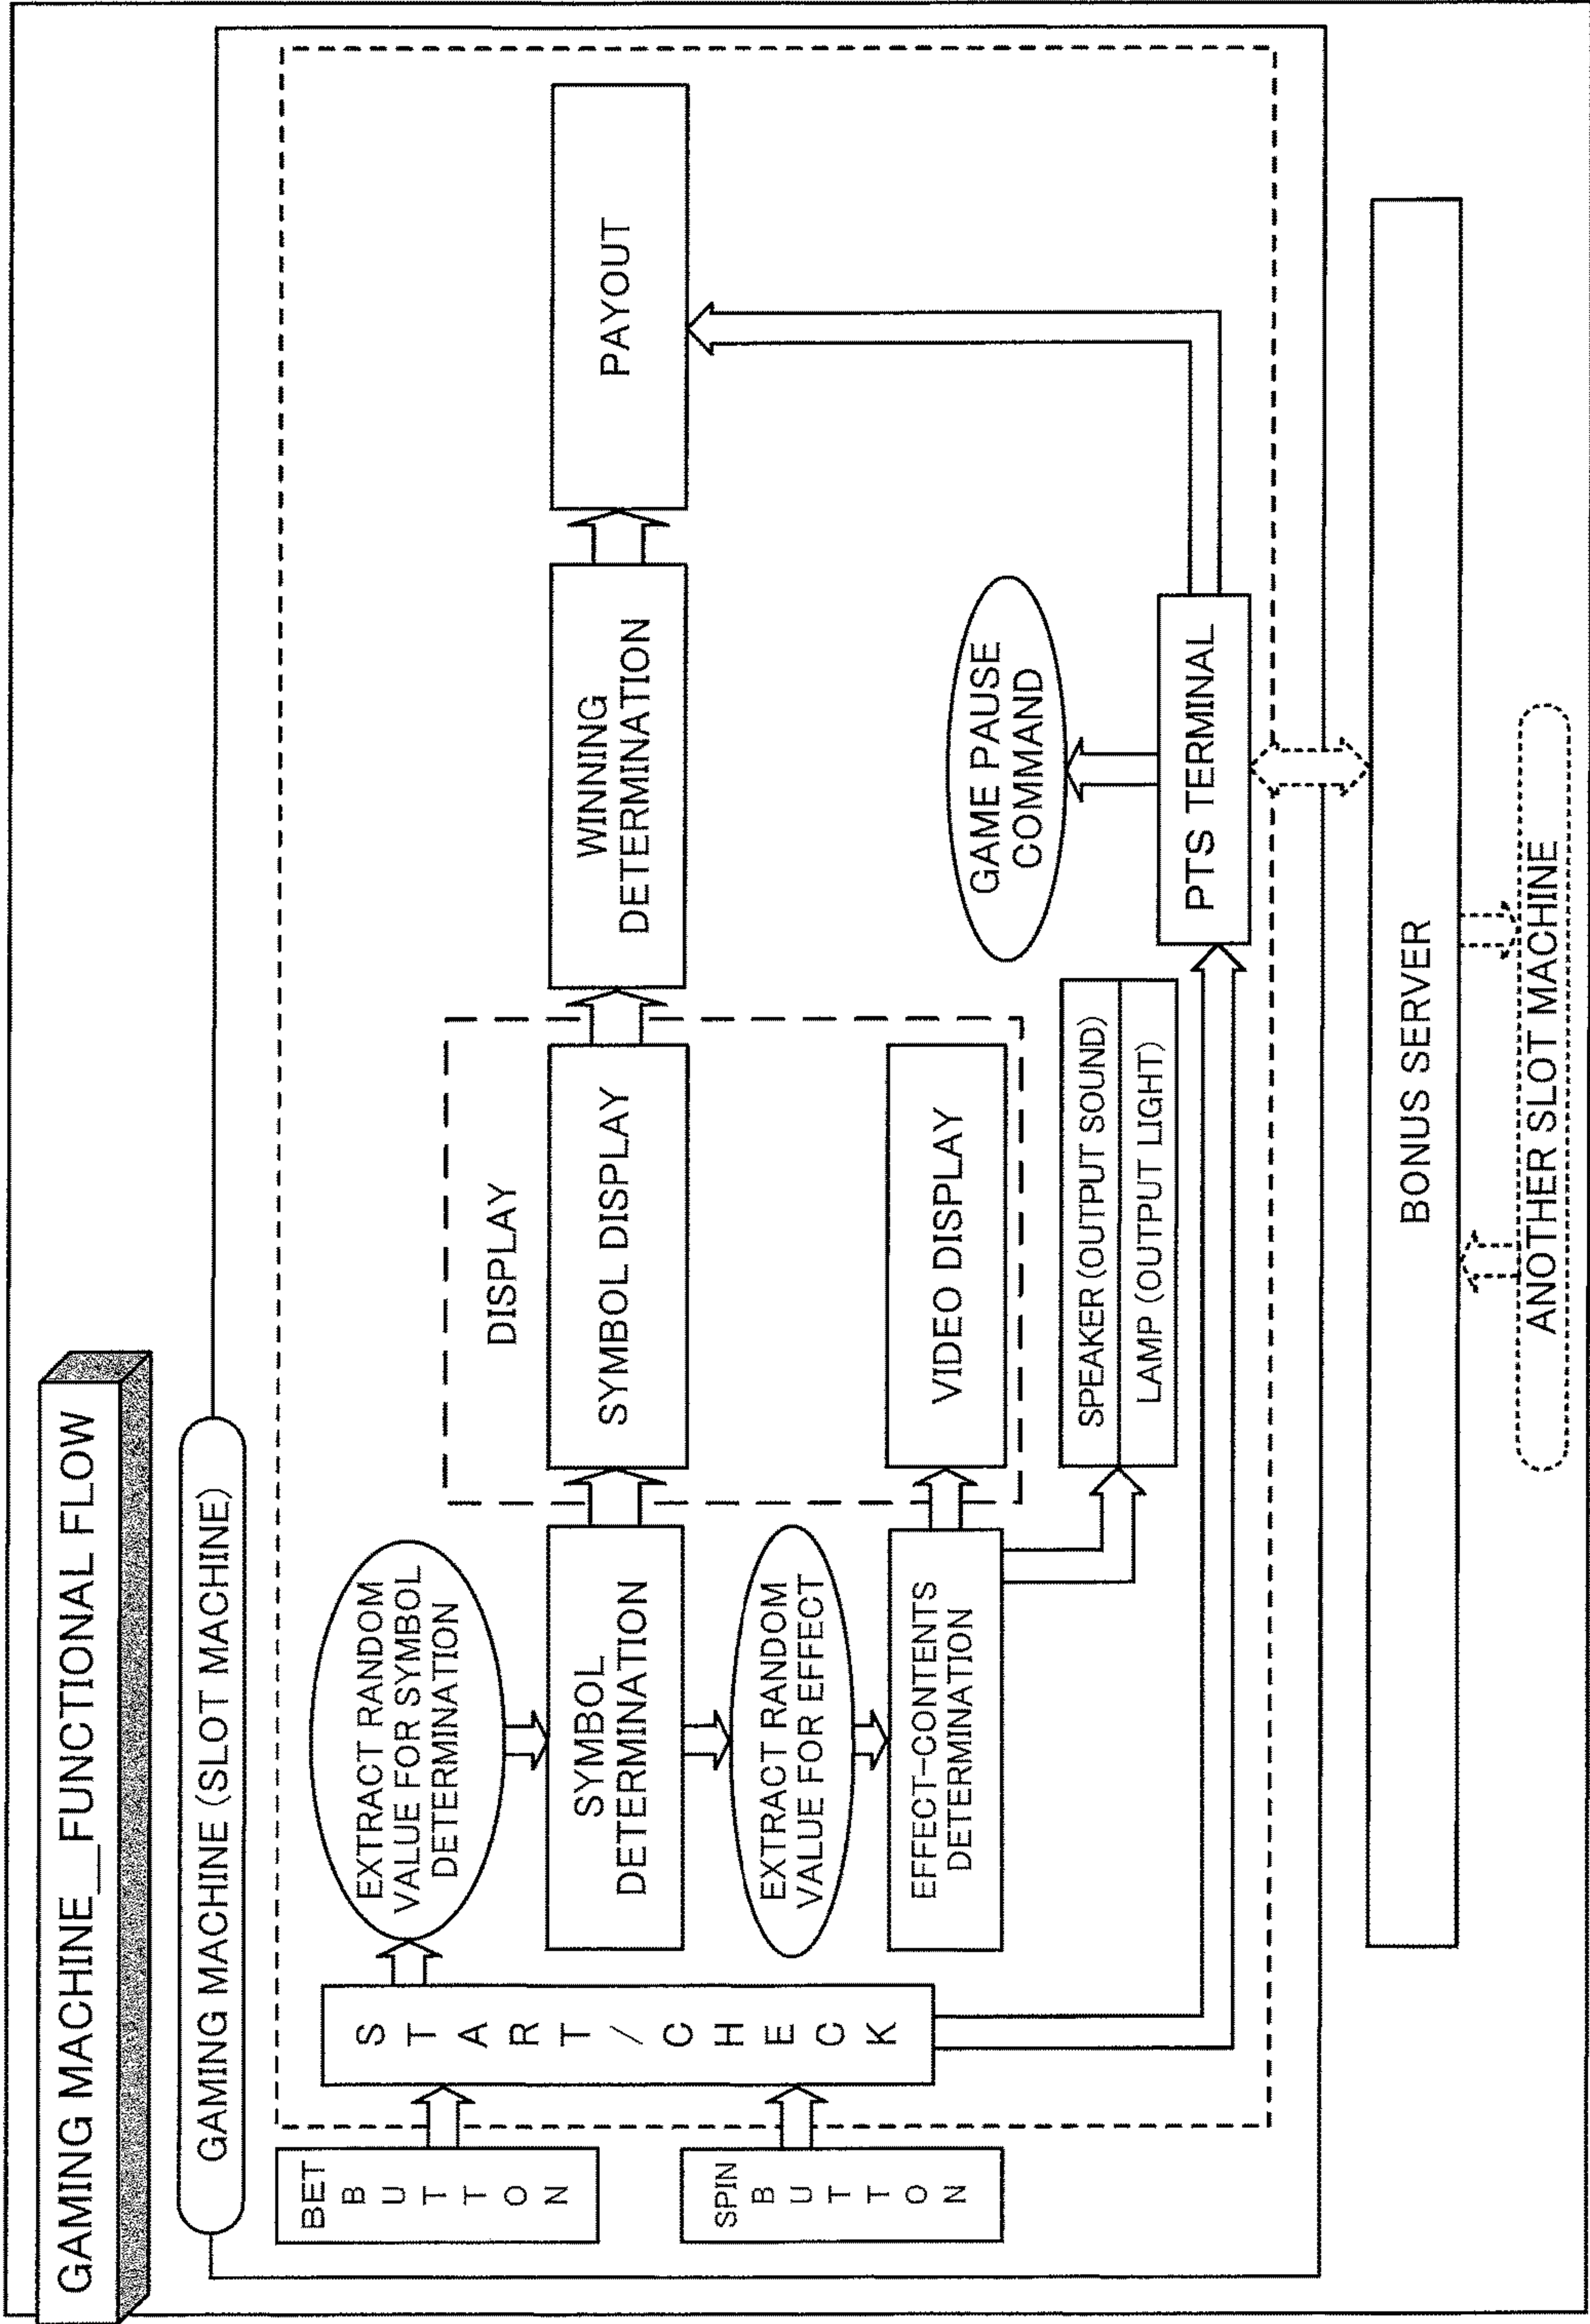 GAMING MACHINE_FUNCTIONAL FLOW
GAMING MACHINE (SLOT MACHINE)
BET
BUTTON
SPIN
BUTTON
START/CHECK
EXTRACT RANDOM
VALUE FOR SYMBOL
DETERMINATION
SYMBOL
DETERMINATION
EXTRACT RANDOM
VALUE FOR EFFECT
EFFECT-CONTENTS
DETERMINATION
DISPLAY
SYMBOL DISPLAY
VIDEO DISPLAY
SPEAKER (OUTPUT SOUND)
LAMP (OUTPUT LIGHT)
WINNING
DETERMINATION
PAYOUT
GAME PAUSE
COMMAND
PTS TERMINAL
BONUS SERVER
ANOTHER SLOT MACHINE